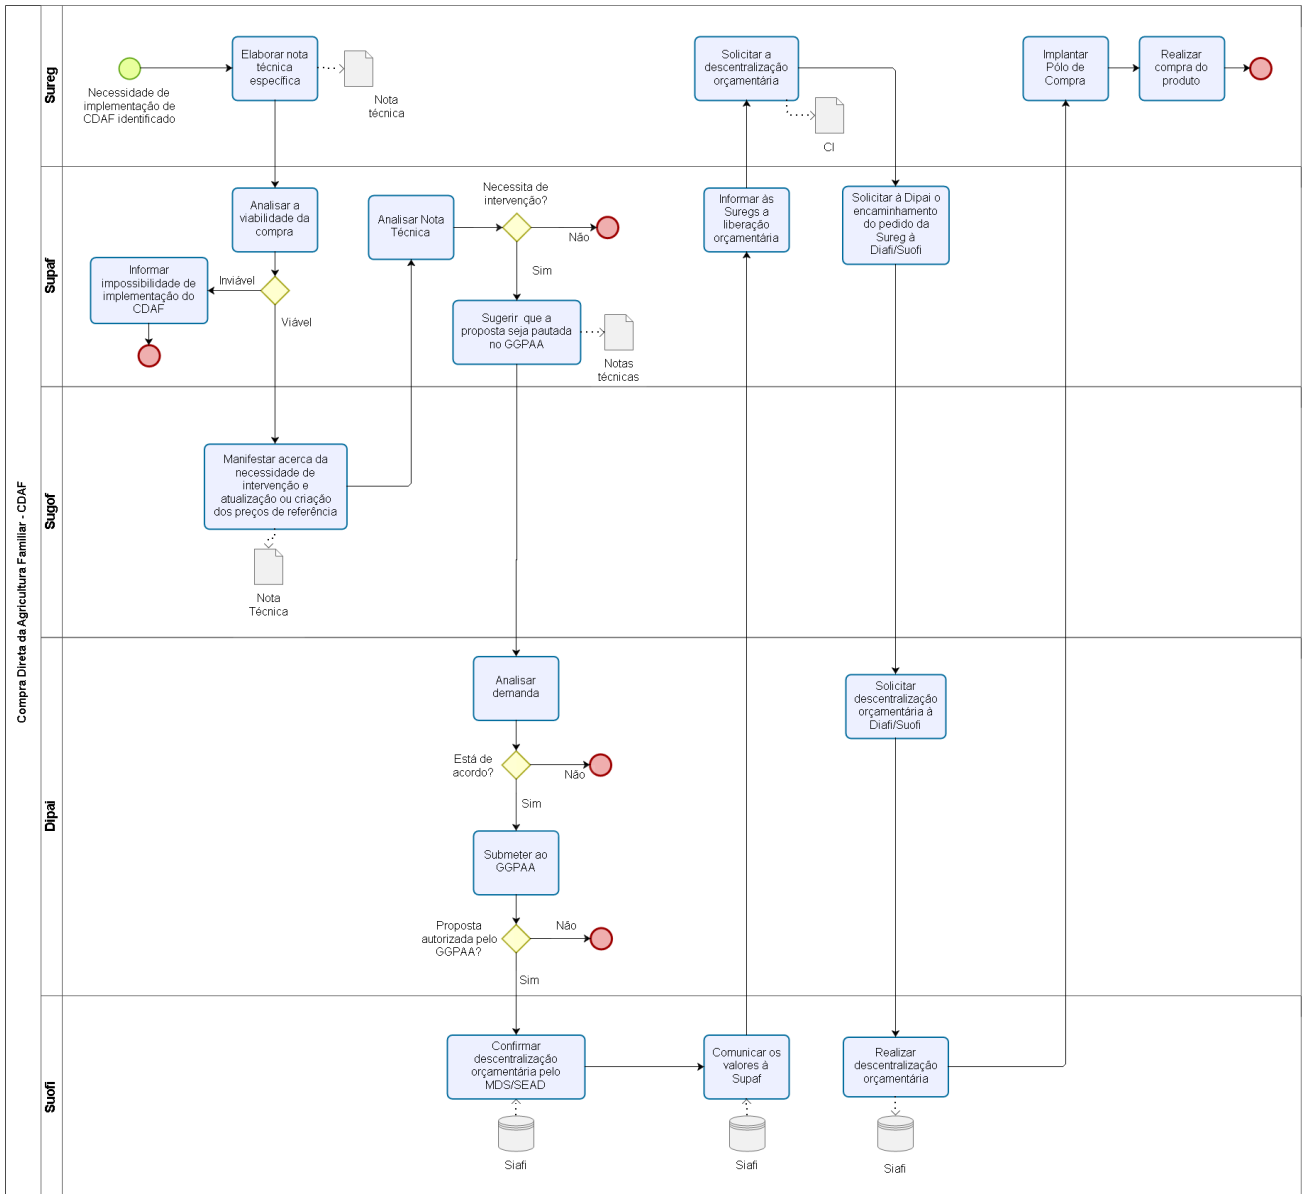 Compra Direta da Agricultura Familiar - CDAF
Sureg
Necessidade de
implementação de
CDAF identificado
Elaborar nota
técnica
específica
Nota
técnica
Solicitar a
descentralização
orçamentária
CI
Implantar
Pólo de
Compra
Realizar
compra do
produto
Supaf
Analisar a
viabilidade da
compra
Inviável
Viável
Informar
impossibilidade de
implementação do
CDAF
Analisar Nota
Técnica
Necessita de
intervenção?
Não
Sim
Sugerir que a
proposta seja pautada
no GGPAA
Notas
técnicas
Informar às
Suregs a
liberação
orçamentária
Solicitar à Dipai o
encaminhamento
do pedido da
Sureg à
Diafi/Suofi
Sugof
Manifestar acerca da
necessidade de
intervenção e
atualização ou criação
dos preços de referência
Nota
Técnica
Dipai
Analisar
demanda
Está de
acordo?
Não
Sim
Submeter ao
GGPAA
Proposta
autorizada pelo
GGPAA?
Não
Sim
Solicitar
descentralização
orçamentária à
Diafi/Suofi
Suofi
Confirmar
descentralização
orçamentária pelo
MDS/SEAD
Siafi
Comunicar os
valores à
Supaf
Siafi
Realizar
descentralização
orçamentária
Siafi